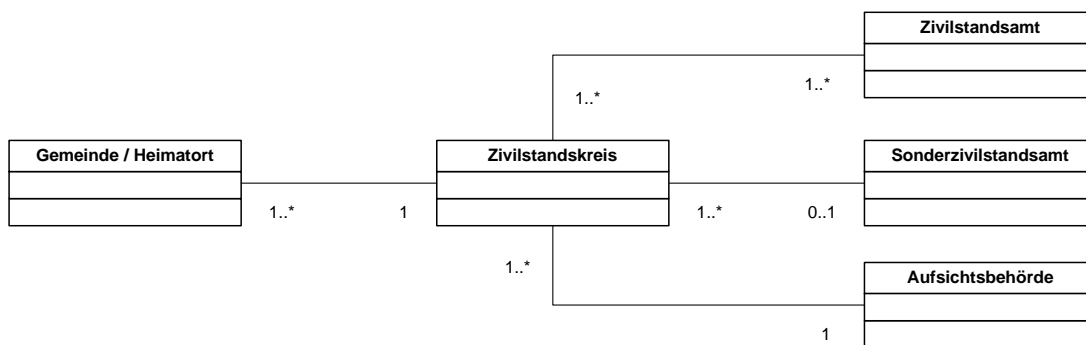 Zivilstandsamt
1..*
1..*
Gemeinde / Heimatort
Zivilstandskreis
Sonderzivilstandsamt
1..*
1
1..*
0..1
1..*
Aufsichtsbehörde
1